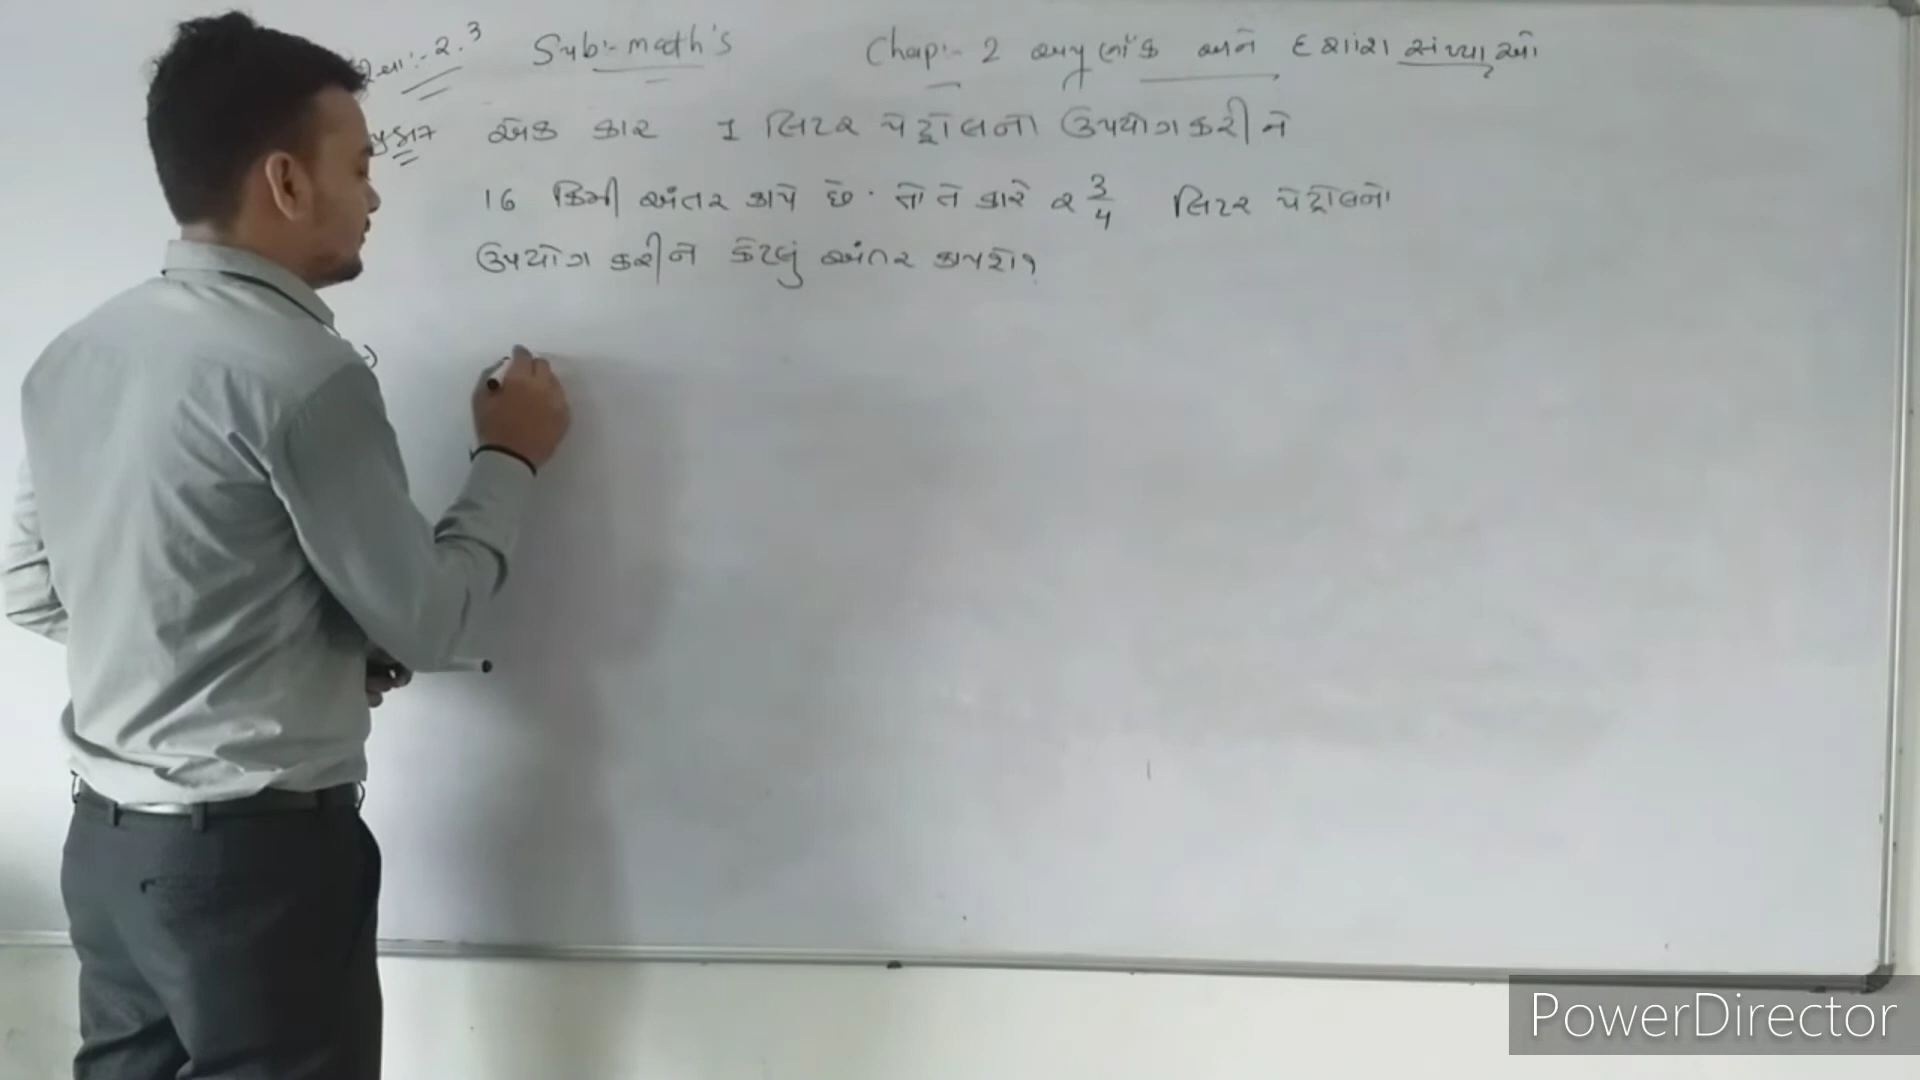 2.3 Sub:- math's Chap:- 2 અપૂર્ણાંક અને દશાંશ સંખ્યાઓ
એક કાર 1 લિટર પેટ્રોલનો ઉપયોગ કરીને
16 કિમી અંતર કાપે છે. તો તે કારે ૨ 3/4 લિટર પેટ્રોલનો
ઉપયોગ કરીને કેટલું અંતર કાપશે?
PowerDirector